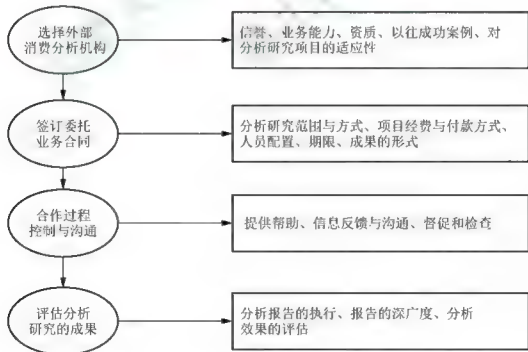 选择外部
消费分析机构
信誉、业务能力、资质、以往成功案例、对
分析研究项目的适应性
签订委托
业务合同
分析研究范围与方式、项目经费与付款方式、
人员配置、期限、成果的形式
合作过程
控制与沟通
提供帮助、信息反馈与沟通、督促和检查
评估分析
研究的成果
分析报告的执行、报告的深广度、分析
效果的评估